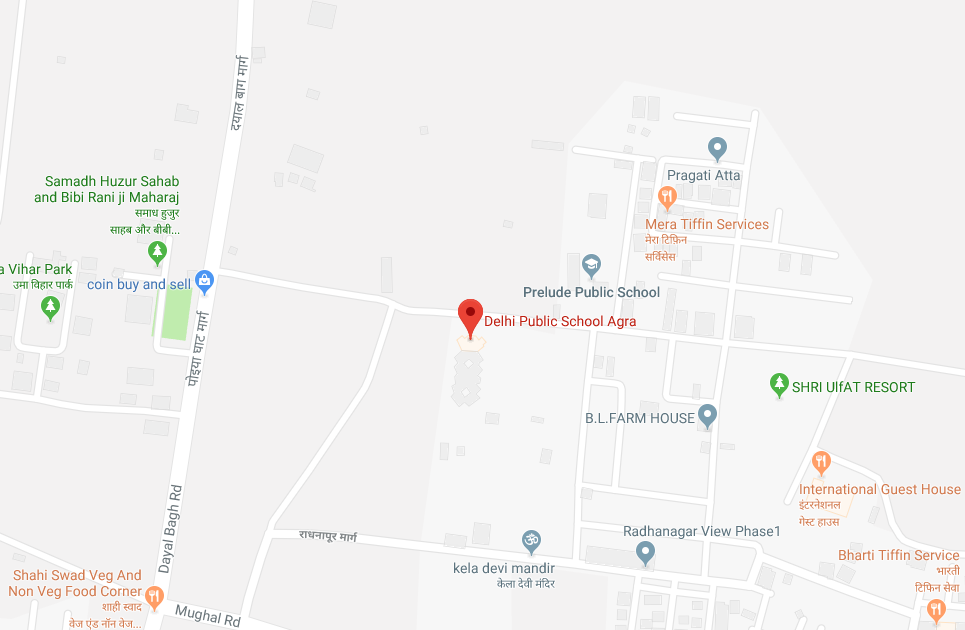 दयाल बाग मार्ग
Pragati Atta
Samadh Huzur Sahab
and Bibi Rani ji Maharaj
समाध हुजुर
साहब और बीबी...
Mera Tiffin Services
मेरा टिफ़िन
सर्विसेस
a Vihar Park
उमा विहार पार्क
coin buy and sell
Prelude Public School
Delhi Public School Agra
पोइया घाट मार्ग
SHRI UlfAT RESORT
B.L.FARM HOUSE
International Guest House
इंटरनेशनल
गेस्ट हाउस
Dayal Bagh Rd
राधनापूर मार्ग
Radhanagar View Phase1
kela devi mandir
केला देवी मंदिर
Bharti Tiffin Service
भारती
टिफिन सेवा
Shahi Swad Veg And
Non Veg Food Corner
शाही स्वाद
वेज एंड नॉन वेज...
Mughal Rd